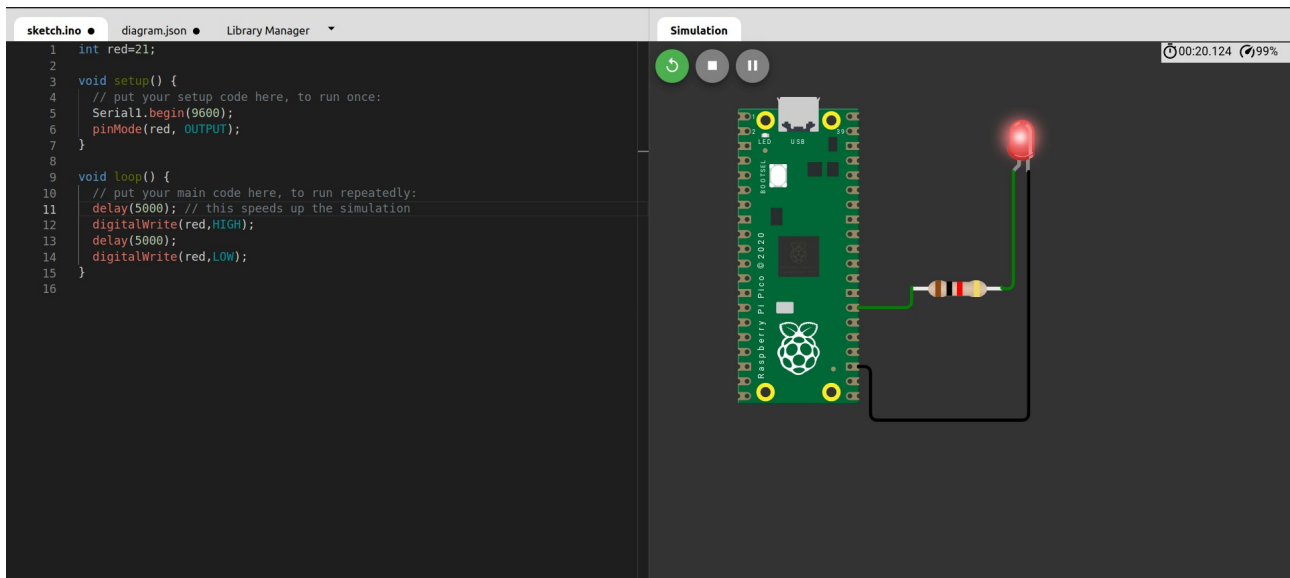 sketch.ino ● diagram.json ● Library Manager
1 int red=21;
2
3 void setup() {
4 // put your setup code here, to run once:
5 Serial1.begin(9600);
6 pinMode(red, OUTPUT);
7 }
8
9 void loop() {
10 // put your main code here, to run repeatedly:
11 delay(5000); // this speeds up the simulation
12 digitalWrite(red,HIGH);
13 delay(5000);
14 digitalWrite(red,LOW);
15 }
16
Simulation
00:20.124 99%
1
2
39
LED
USB
BOOTSEL
Raspberry Pi Pico © 2020